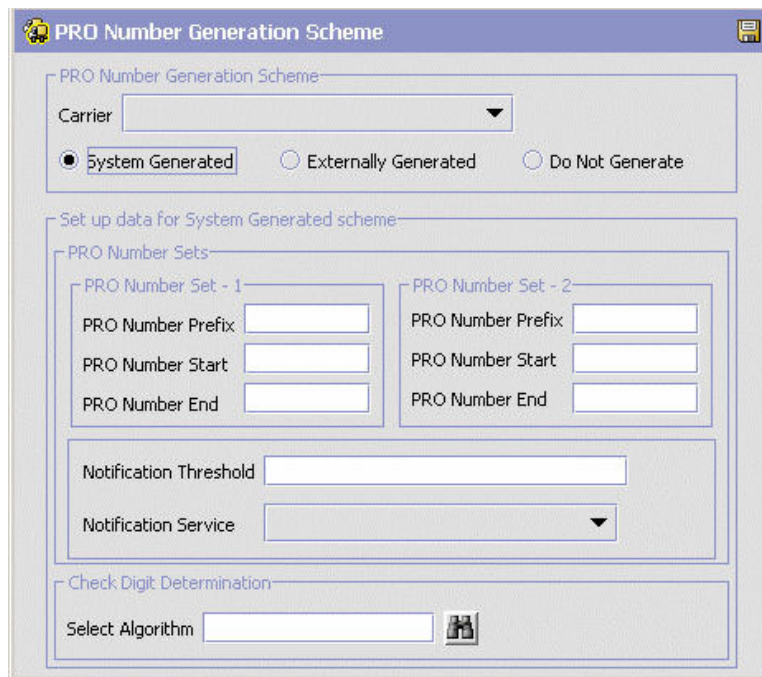 PRO Number Generation Scheme
PRO Number Generation Scheme
Carrier
System Generated Externally Generated Do Not Generate
Set up data for System Generated scheme
PRO Number Sets
PRO Number Set - 1
PRO Number Prefix
PRO Number Start
PRO Number End
PRO Number Set - 2
PRO Number Prefix
PRO Number Start
PRO Number End
Notification Threshold
Notification Service
Check Digit Determination
Select Algorithm